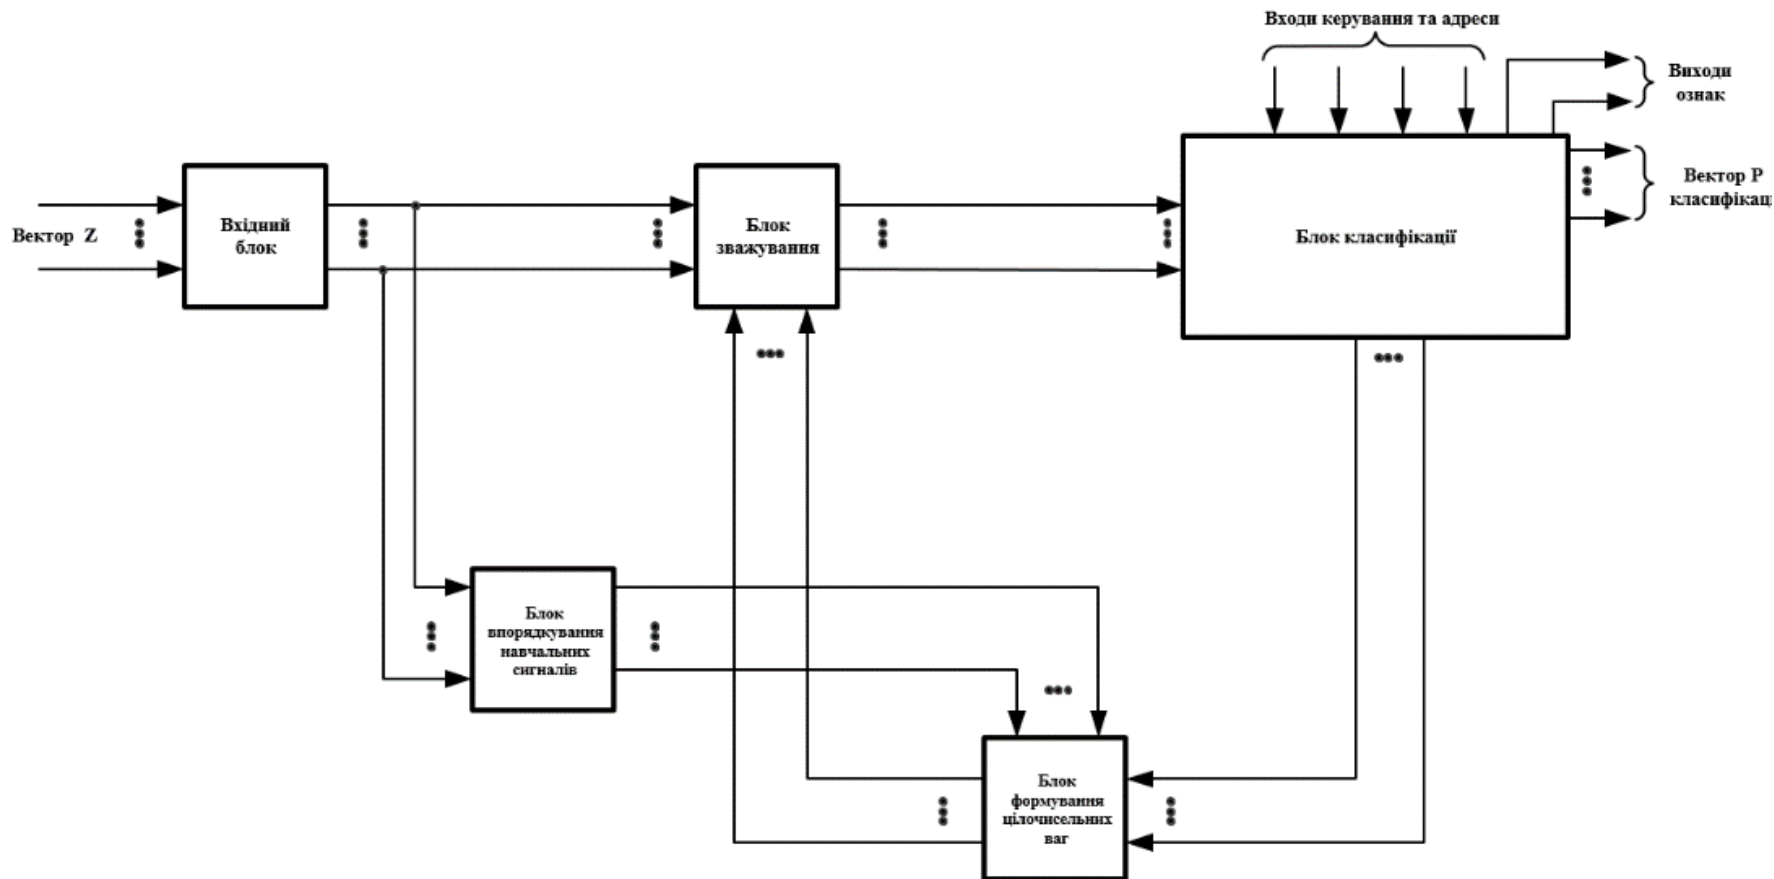 Входи керування та адреси
Виходи
ознак
Вектор Z
Вхідний
блок
Блок
зважування
Блок класифікації
Вектор P
класифікац
Блок
впорядкування
навчальних
сигналів
Блок
формування
цілочисельних
ваг